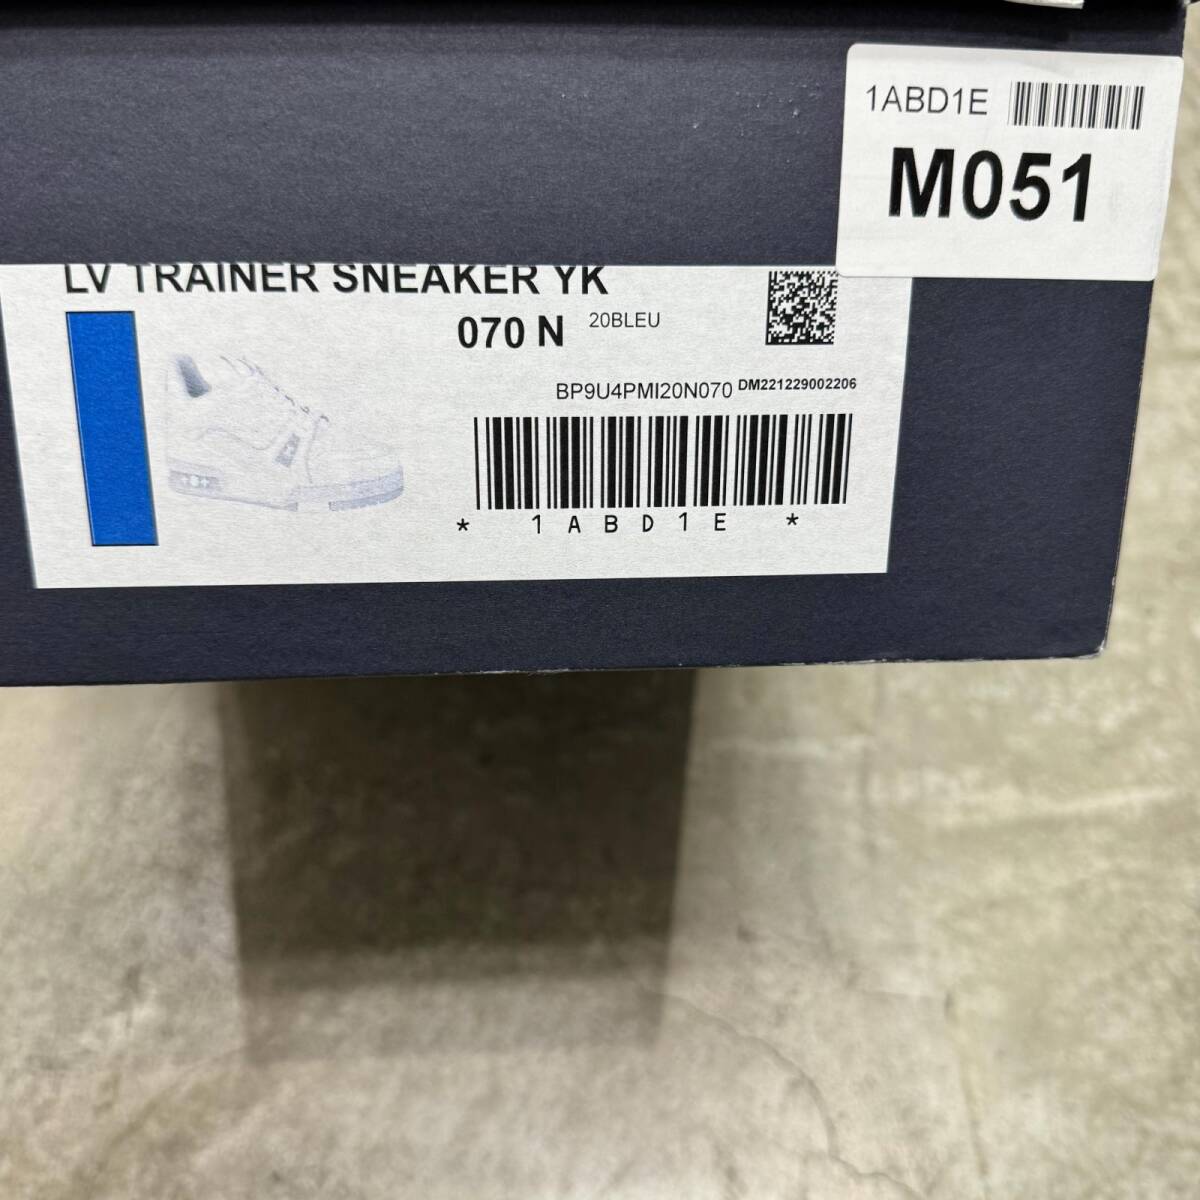 1ABD1E
M051
LV TRAINER SNEAKER YK
070 N 20BLEU
BP9U4PMI20N070 DM221229002206
* 1ABD1E *